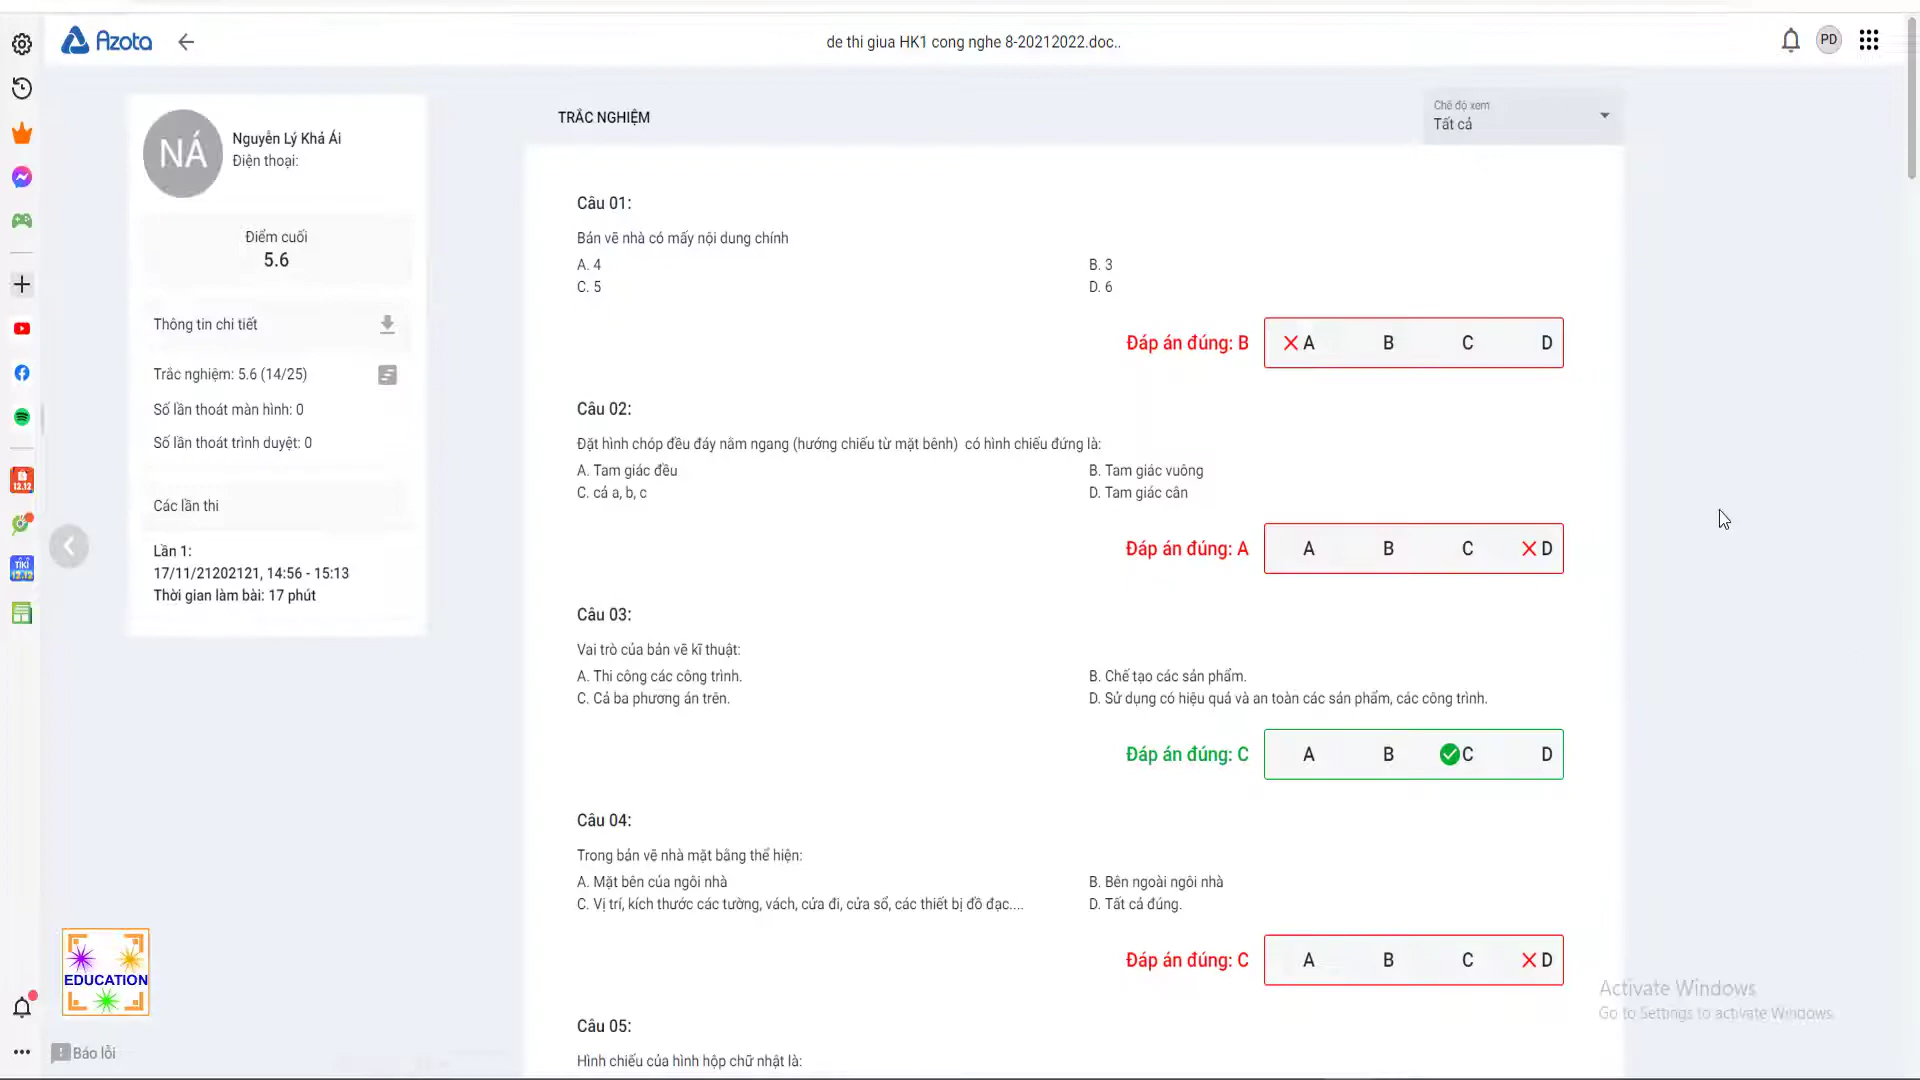 Azota
de thi giua HK1 cong nghe 8-20212022.doc..
PD
NÁ
Nguyễn Lý Khả Ái
Điện thoại:
Điểm cuối
5.6
Thông tin chi tiết
Trắc nghiệm: 5.6 (14/25)
Số lần thoát màn hình: 0
Số lần thoát trình duyệt: 0
Các lần thi
Lần 1:
17/11/21202121, 14:56 - 15:13
Thời gian làm bài: 17 phút
TRẮC NGHIỆM
Chế độ xem
Tất cả
Câu 01:
Bản vẽ nhà có mấy nội dung chính
A. 4
B. 3
C. 5
D. 6
Đáp án đúng: B
A B C D
Câu 02:
Đặt hình chóp đều đáy nằm ngang (hướng chiếu từ mặt bênh) có hình chiếu đứng là:
A. Tam giác đều
B. Tam giác vuông
C. cả a, b, c
D. Tam giác cân
Đáp án đúng: A
A B C D
Câu 03:
Vai trò của bản vẽ kĩ thuật:
A. Thi công các công trình.
B. Chế tạo các sản phẩm.
C. Cả ba phương án trên.
D. Sử dụng có hiệu quả và an toàn các sản phẩm, các công trình.
Đáp án đúng: C
A B C D
Câu 04:
Trong bản vẽ nhà mặt bằng thể hiện:
A. Mặt bên của ngôi nhà
B. Bên ngoài ngôi nhà
C. Vị trí, kích thước các tường, vách, cửa đi, cửa sổ, các thiết bị đồ đạc....
D. Tất cả đúng.
Đáp án đúng: C
A B C D
Câu 05:
Hình chiếu của hình hộp chữ nhật là:
12.12
TIKI
12.12
EDUCATION
Báo lỗi
Activate Windows
Go to Settings to activate Windows.